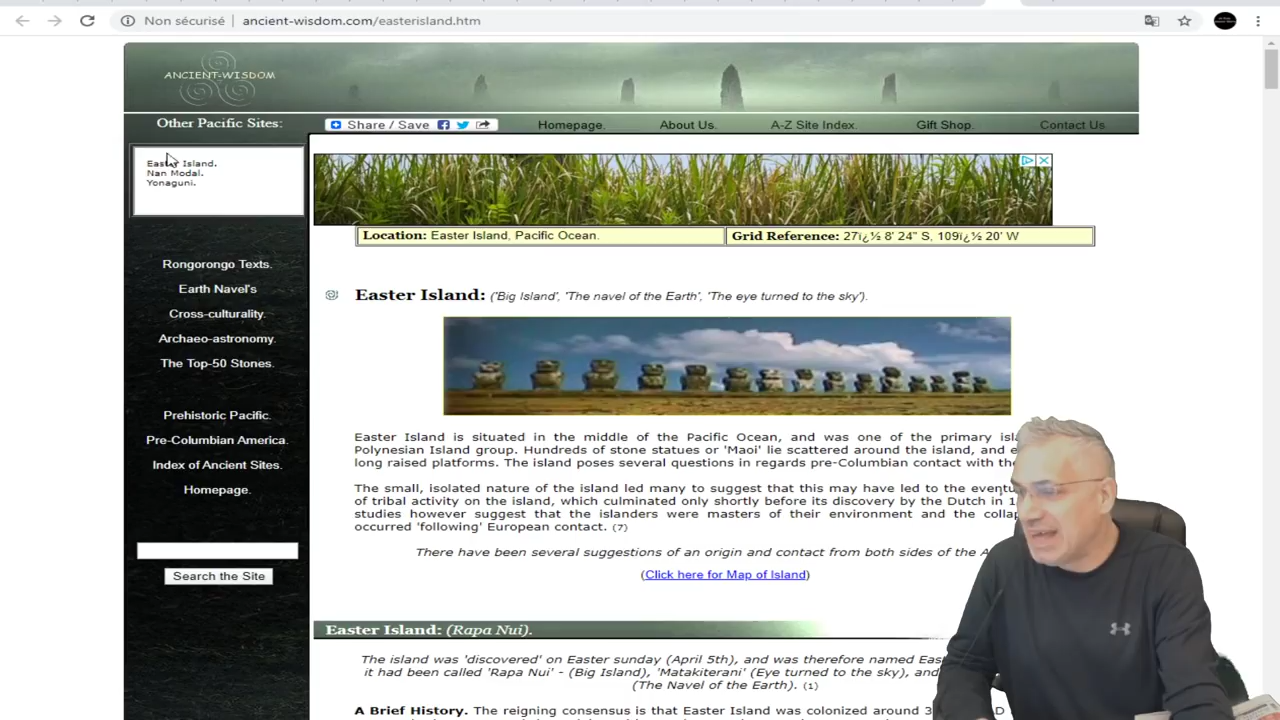 Non sécurisé ancient-wisdom.com/easterisland.htm
ANCIENT-WISDOM
Other Pacific Sites:
Share / Save
Homepage.
About Us.
A-Z Site Index.
Gift Shop.
Contact Us
Easter Island.
Nan Modal.
Yonaguni.
Rongorongo Texts.
Earth Navel's
Cross-culturality.
Archaeo-astronomy.
The Top-50 Stones.
Prehistoric Pacific.
Pre-Columbian America.
Index of Ancient Sites.
Homepage.
Search the Site
Location: Easter Island, Pacific Ocean.
Grid Reference: 27ï¿½ 8' 24" S, 109ï¿½ 20' W
Easter Island: ('Big Island', 'The navel of the Earth', 'The eye turned to the sky').
Easter Island is situated in the middle of the Pacific Ocean, and was one of the primary
Polynesian Island group. Hundreds of stone statues or 'Maoi' lie scattered around the island, and
long raised platforms. The island poses several questions in regards pre-Columbian contact with
The small, isolated nature of the island led many to suggest that this may have led to the
of tribal activity on the island, which culminated only shortly before its discovery by the Dutch in
studies however suggest that the islanders were masters of their environment and the
occurred 'following' European contact. (7)
There have been several suggestions of an origin and contact from both sides of the
(Click here for Map of Island)
Easter Island: (Rapa Nui).
The island was 'discovered' on Easter sunday (April 5th), and was therefore named
it had been called 'Rapa Nui' - (Big Island), 'Matakiterani' (Eye turned to the sky), and
(The Navel of the Earth). (1)
A Brief History. The reigning consensus is that Easter Island was colonized around